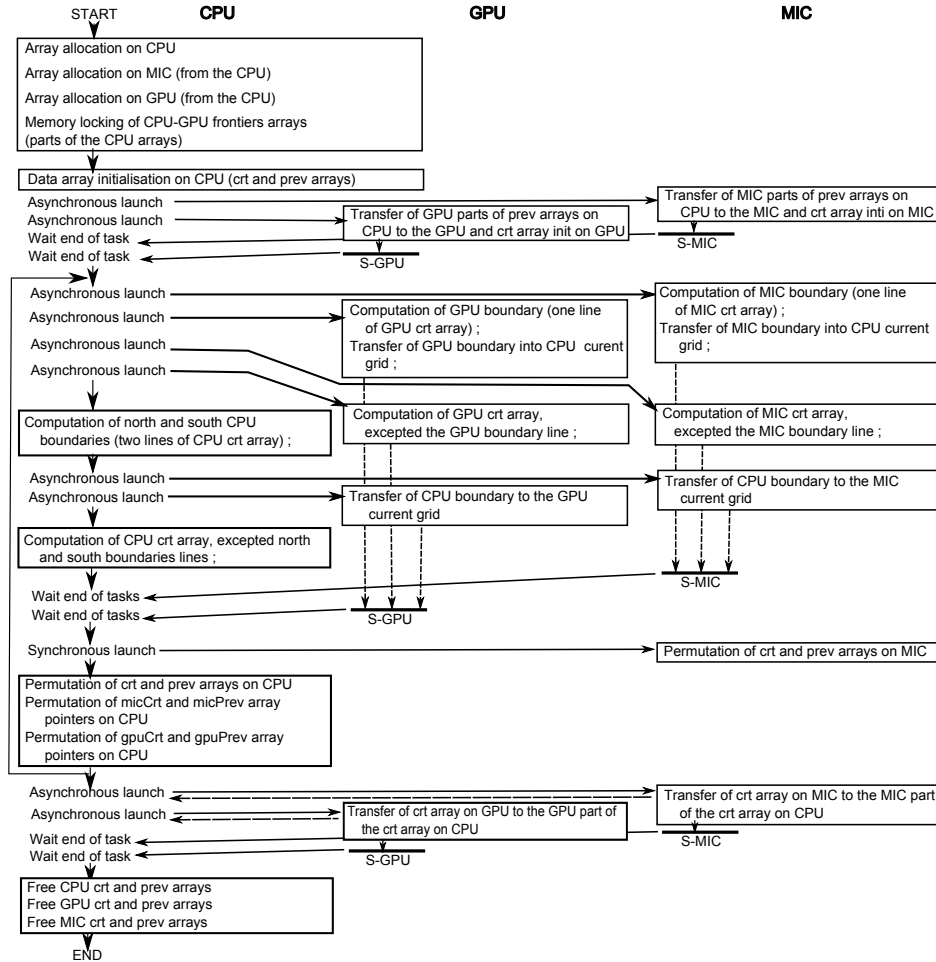 START
CPU
GPU
MIC
Array allocation on CPU
Array allocation on MIC (from the CPU)
Array allocation on GPU (from the CPU)
Memory locking of CPU-GPU frontiers arrays
(parts of the CPU arrays)
Data array initialisation on CPU (crt and prev arrays)
Asynchronous launch
Transfer of MIC parts of prev arrays on
CPU to the MIC and crt array inti on MIC
Asynchronous launch
Transfer of GPU parts of prev arrays on
CPU to the GPU and crt array init on GPU
Wait end of task
S-MIC
Wait end of task
S-GPU
Asynchronous launch
Computation of MIC boundary (one line
of MIC crt array) ;
Transfer of MIC boundary into CPU current
grid ;
Asynchronous launch
Computation of GPU boundary (one line
of GPU crt array) ;
Transfer of GPU boundary into CPU curent
grid ;
Asynchronous launch
Asynchronous launch
Computation of north and south CPU
boundaries (two lines of CPU crt array) ;
Computation of GPU crt array,
excepted the GPU boundary line ;
Computation of MIC crt array,
excepted the MIC boundary line ;
Asynchronous launch
Transfer of CPU boundary to the MIC
current grid
Asynchronous launch
Transfer of CPU boundary to the GPU
current grid
Computation of CPU crt array, excepted north
and south boundaries lines ;
S-MIC
Wait end of tasks
Wait end of tasks
S-GPU
Synchronous launch
Permutation of crt and prev arrays on MIC
Permutation of crt and prev arrays on CPU
Permutation of micCrt and micPrev array
pointers on CPU
Permutation of gpuCrt and gpuPrev array
pointers on CPU
Asynchronous launch
Transfer of crt array on MIC to the MIC part
of the crt array on CPU
Asynchronous launch
Transfer of crt array on GPU to the GPU part of
the crt array on CPU
Wait end of task
S-MIC
Wait end of task
S-GPU
Free CPU crt and prev arrays
Free GPU crt and prev arrays
Free MIC crt and prev arrays
END